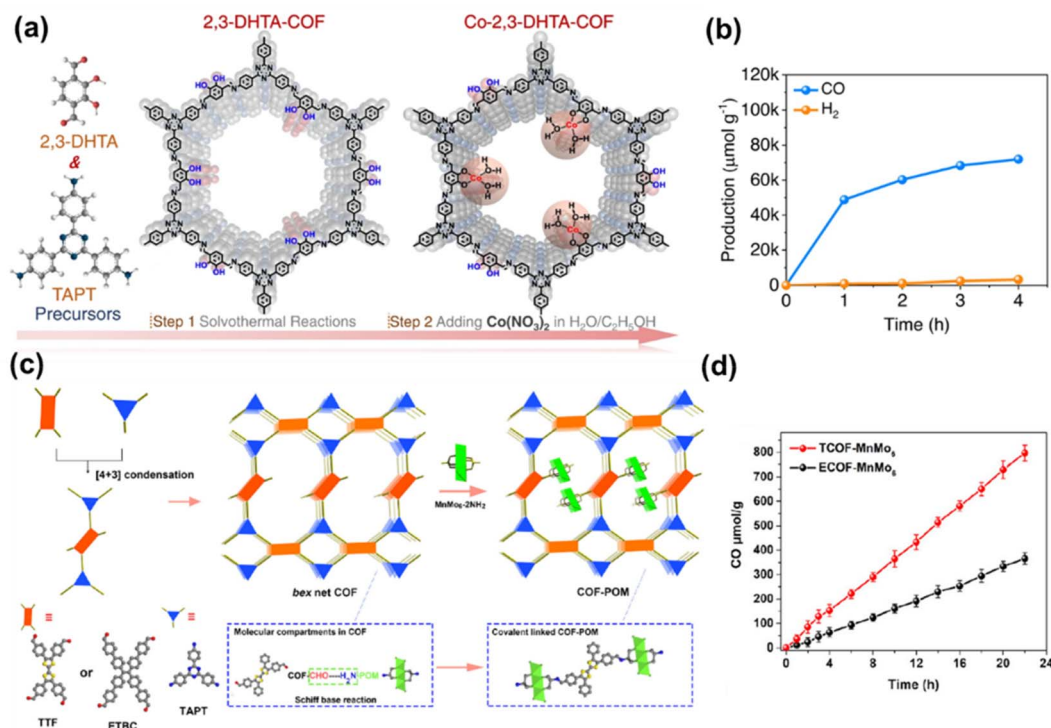 (a)
2,3-DHTA-COF
Co-2,3-DHTA-COF
2,3-DHTA
&
TAPT
Precursors
Step 1 Solvothermal Reactions
Step 2 Adding Co(NO₃)₂ in H₂O/C₂H₅OH
(b)
CO
H₂
Production (μmol g⁻¹)
120k
100k
80k
60k
40k
20k
0
0 1 2 3 4
Time (h)
(c)
[4+3] condensation
MnMo₆-2NH₂
bex net COF
COF-POM
TTF
or
ETBC
TAPT
Molecular compartments in COF
COF-CHO H₂N-POM
Schiff base reaction
Covalent linked COF-POM
(d)
TCOF-MnMo₆
ECOF-MnMo₆
CO μmol/g
800
700
600
500
400
300
200
100
0
0 4 8 12 16 20 24
Time (h)